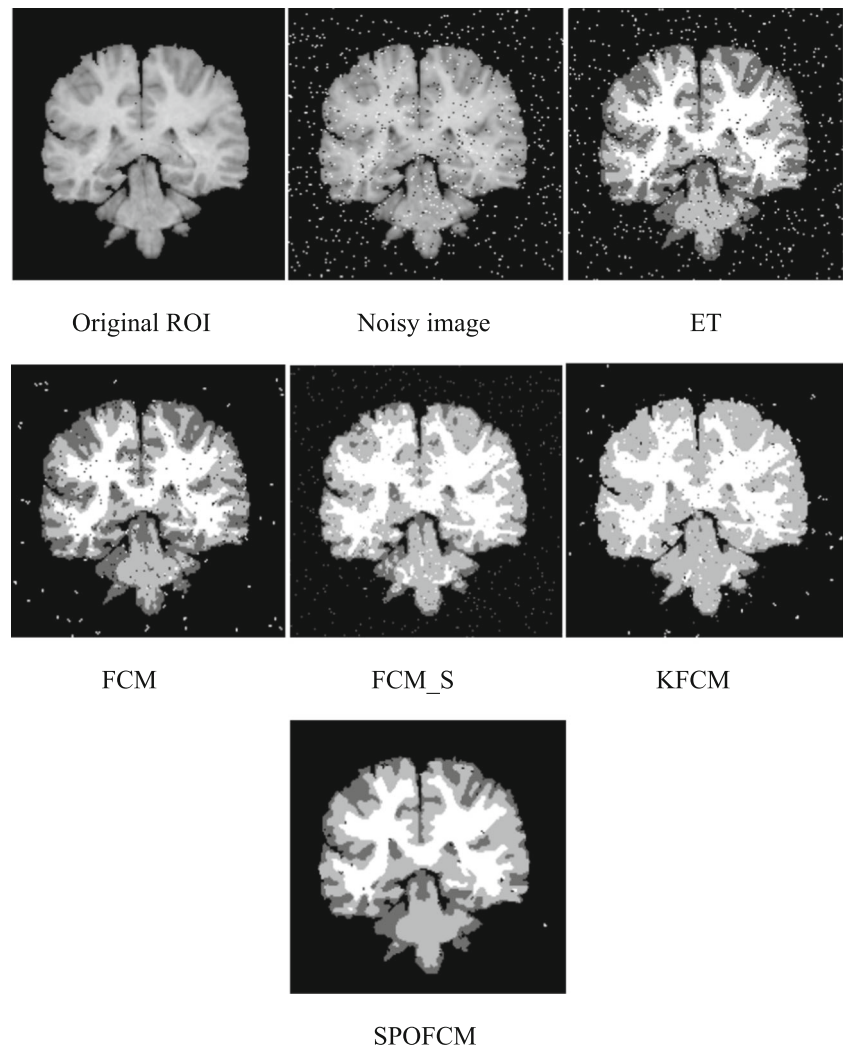 Original ROI
Noisy image
ET
FCM
FCM_S
KFCM
SPOFCM